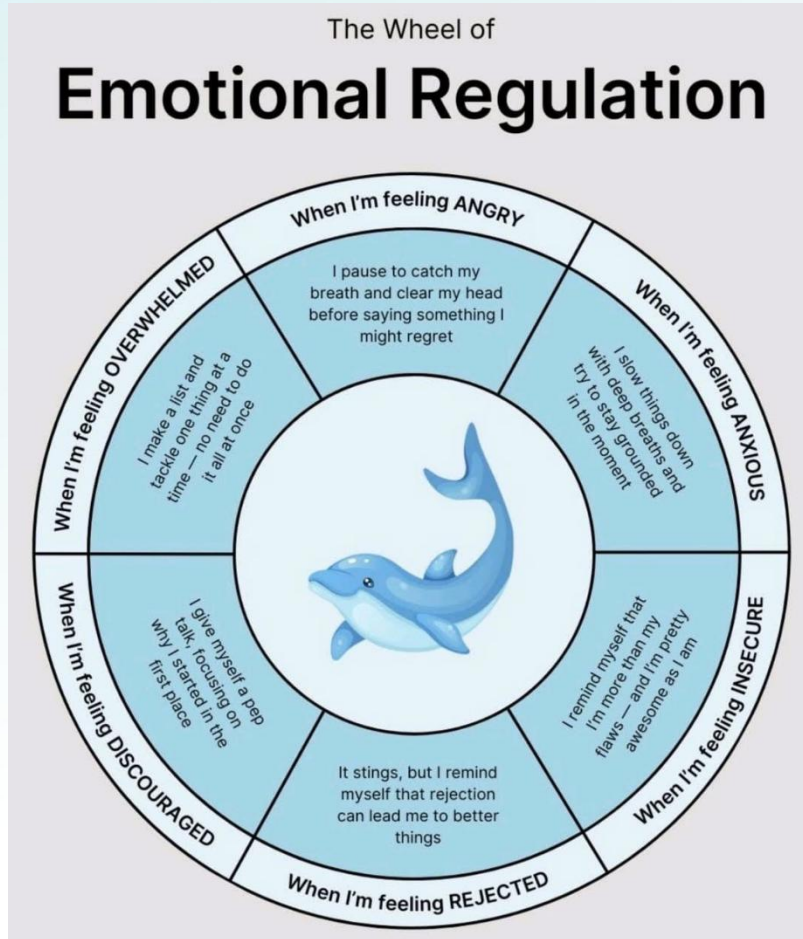 The Wheel of
Emotional Regulation
When I'm feeling ANGRY
I pause to catch my
breath and clear my head
before saying something I
might regret
When I'm feeling ANXIOUS
I slow things down
with deep breaths and
try to stay grounded
in the moment
When I'm feeling INSECURE
I remind myself that
I'm more than my
flaws — and I'm pretty
awesome as I am
When I'm feeling REJECTED
It stings, but I remind
myself that rejection
can lead me to better
things
When I'm feeling DISCOURAGED
I give myself a pep
talk, focusing on
why I started in the
first place
When I'm feeling OVERWHELMED
I make a list and
tackle one thing at a
time — no need to do
it all at once